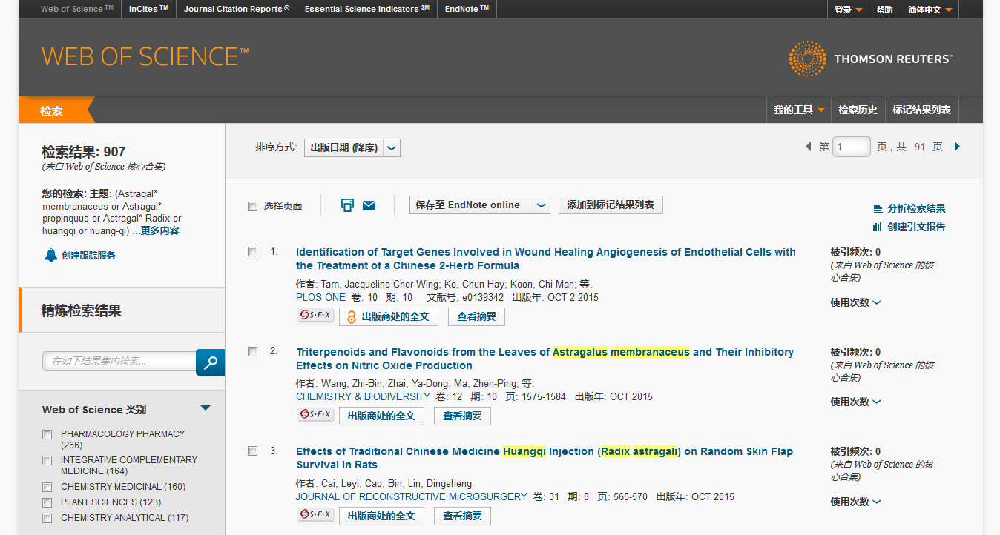 Web of Science™ InCites™ Journal Citation Reports® Essential Science Indicators℠ EndNote™ 登录 帮助 简体中文
WEB OF SCIENCE™
THOMSON REUTERS™
检索 我的工具 检索历史 标记结果列表
检索结果: 907
(来自 Web of Science 核心合集)
您的检索: 主题: (Astragal*
membranaceus or Astragal*
propinquus or Astragal* Radix or
huangqi or huang-qi) ...更多内容
创建跟踪服务
精炼检索结果
在如下结果集内检索...
Web of Science 类别
PHARMACOLOGY PHARMACY
(266)
INTEGRATIVE COMPLEMENTARY
MEDICINE (164)
CHEMISTRY MEDICINAL (160)
PLANT SCIENCES (123)
CHEMISTRY ANALYTICAL (117)
排序方式: 出版日期 (降序) 第 1 页 , 共 91 页
选择页面 保存至 EndNote online 添加到标记结果列表
分析检索结果
创建引文报告
1. Identification of Target Genes Involved in Wound Healing Angiogenesis of Endothelial Cells with
the Treatment of a Chinese 2-Herb Formula
作者: Tam, Jacqueline Chor Wing; Ko, Chun Hay; Koon, Chi Man; 等.
PLOS ONE 卷: 10 期: 10 文献号: e0139342 出版年: OCT 2 2015
S·F·X 出版商处的全文 查看摘要
被引频次: 0
(来自 Web of Science 的核
心合集)
使用次数
2. Triterpenoids and Flavonoids from the Leaves of Astragalus membranaceus and Their Inhibitory
Effects on Nitric Oxide Production
作者: Wang, Zhi-Bin; Zhai, Ya-Dong; Ma, Zhen-Ping; 等.
CHEMISTRY & BIODIVERSITY 卷: 12 期: 10 页: 1575-1584 出版年: OCT 2015
S·F·X 出版商处的全文 查看摘要
被引频次: 0
(来自 Web of Science 的核
心合集)
使用次数
3. Effects of Traditional Chinese Medicine Huangqi Injection (Radix astragali) on Random Skin Flap
Survival in Rats
作者: Cai, Leyi; Cao, Bin; Lin, Dingsheng
JOURNAL OF RECONSTRUCTIVE MICROSURGERY 卷: 31 期: 8 页: 565-570 出版年: OCT 2015
S·F·X 出版商处的全文 查看摘要
被引频次: 0
(来自 Web of Science 的核
心合集)
使用次数